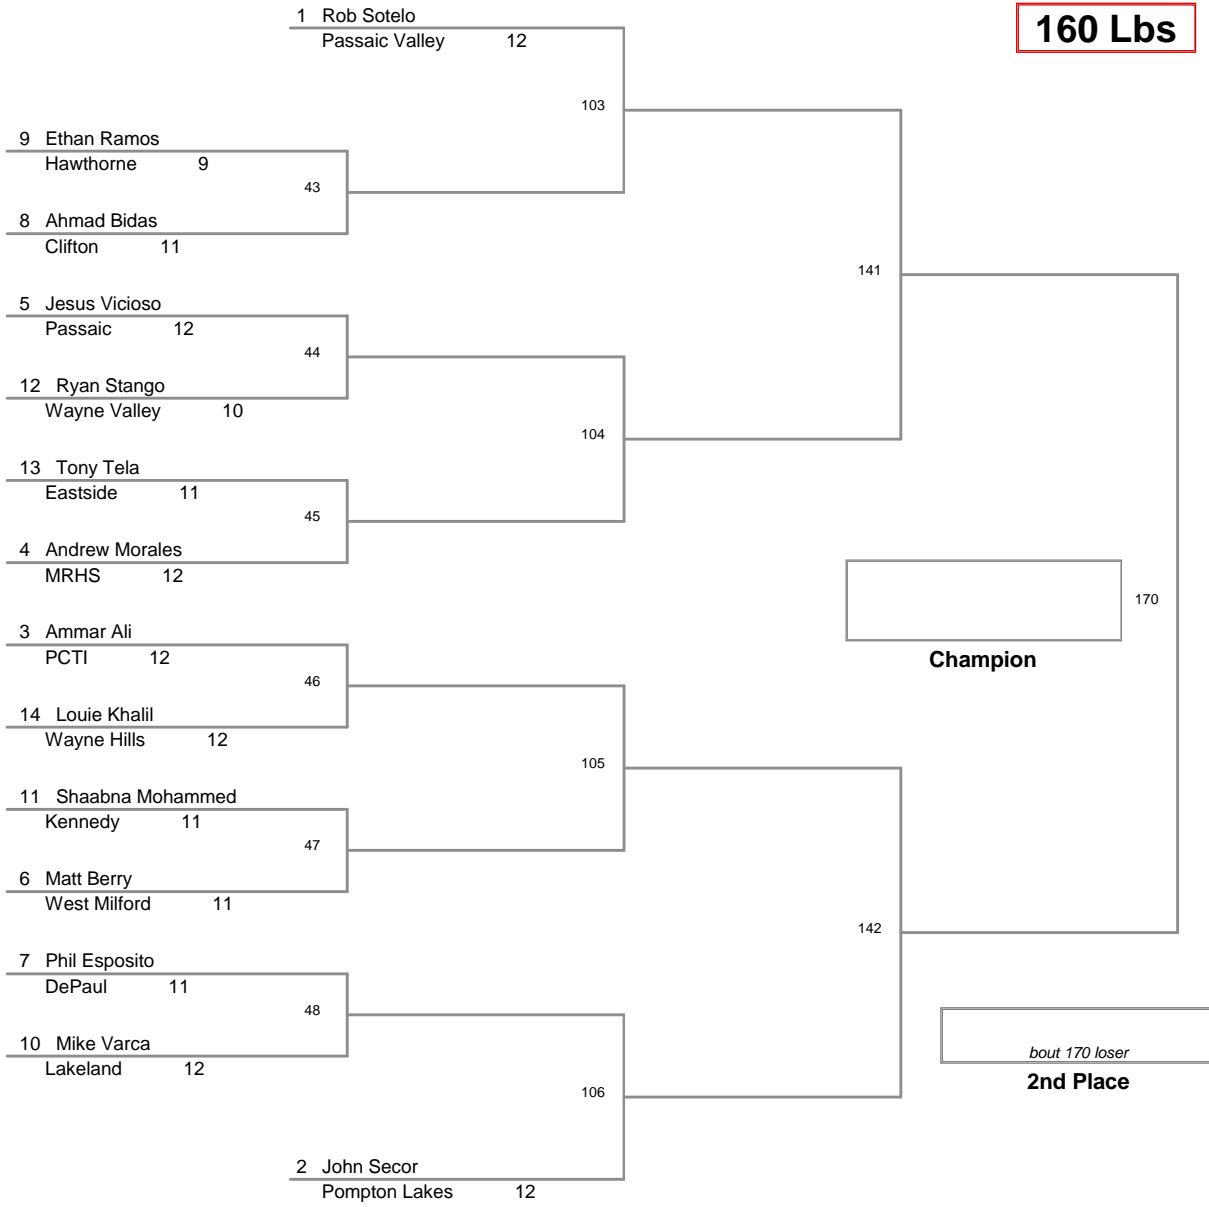 1 Rob Sotelo
Passaic Valley 12
160 Lbs
103
9 Ethan Ramos
Hawthorne 9
43
8 Ahmad Bidas
Clifton 11
141
5 Jesus Vicioso
Passaic 12
44
12 Ryan Stango
Wayne Valley 10
104
13 Tony Tela
Eastside 11
45
4 Andrew Morales
MRHS 12
170
Champion
3 Ammar Ali
PCTI 12
46
14 Louie Khalil
Wayne Hills 12
105
11 Shaabna Mohammed
Kennedy 11
47
6 Matt Berry
West Milford 11
142
7 Phil Esposito
DePaul 11
48
10 Mike Varca
Lakeland 12
bout 170 loser
2nd Place
106
2 John Secor
Pompton Lakes 12